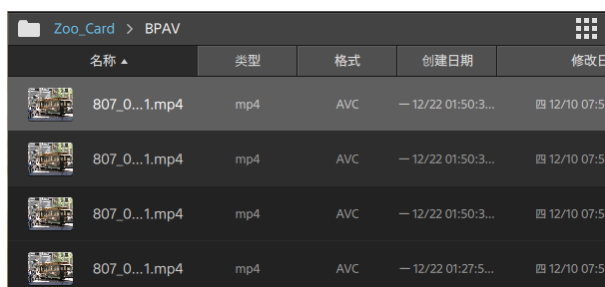 Zoo_Card > BPAV
名称 ▲ 类型 格式 创建日期 修改日
807_0...1.mp4 mp4 AVC 一 12/22 01:50:3... 四 12/10 07:5
807_0...1.mp4 mp4 AVC 一 12/22 01:50:3... 四 12/10 07:5
807_0...1.mp4 mp4 AVC 一 12/22 01:50:3... 四 12/10 07:5
807_0...1.mp4 mp4 AVC 一 12/22 01:27:5... 四 12/10 07:5